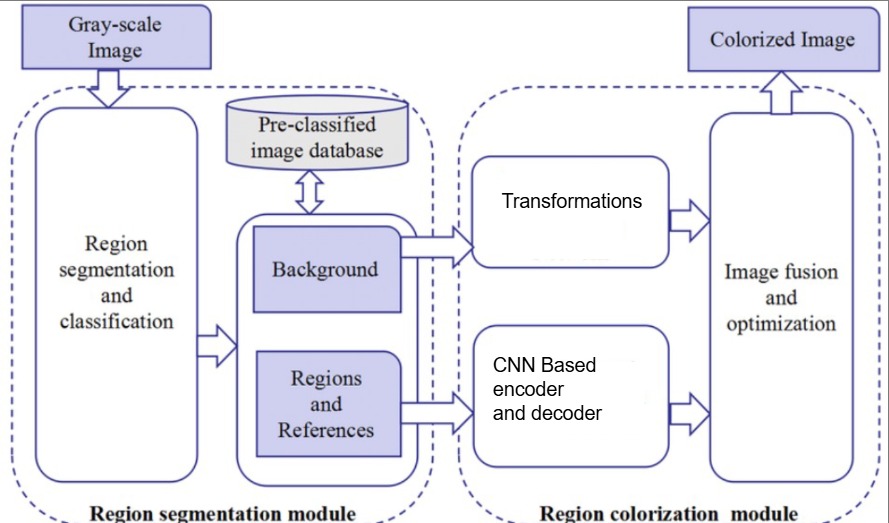 Gray-scale
Image
Colorized Image
Pre-classified
image database
Region
segmentation
and
classification
Background
Regions
and
References
Transformations
CNN Based
encoder
and decoder
Image fusion
and
optimization
Region segmentation module
Region colorization module